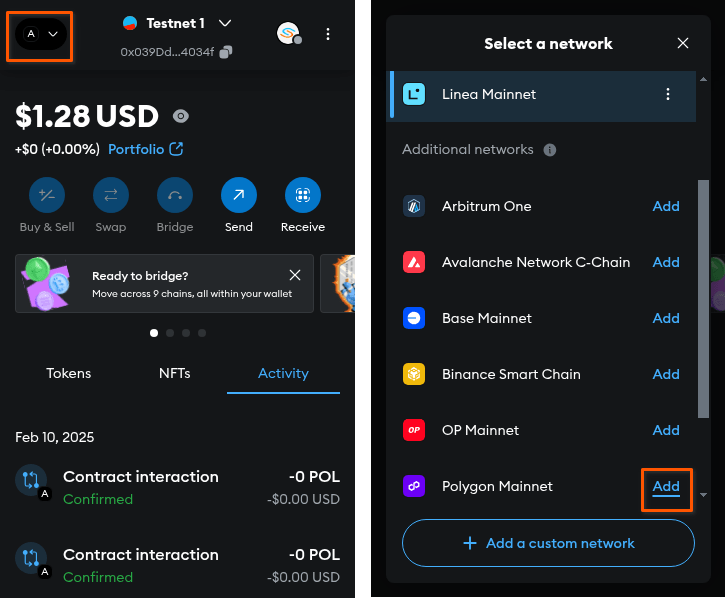 A
Testnet 1
0x039Dd...4034f
$1.28 USD
+$0 (+0.00%) Portfolio
Buy & Sell
Swap
Bridge
Send
Receive
Ready to bridge?
Move across 9 chains, all within your wallet
Tokens
NFTs
Activity
Feb 10, 2025
Contract interaction
-0 POL
A
Confirmed
-$0.00 USD
Contract interaction
-0 POL
A
Confirmed
-$0.00 USD
Select a network
Linea Mainnet
Additional networks
Arbitrum One
Add
Avalanche Network C-Chain
Add
Base Mainnet
Add
Binance Smart Chain
Add
OP
OP Mainnet
Add
Polygon Mainnet
Add
+ Add a custom network